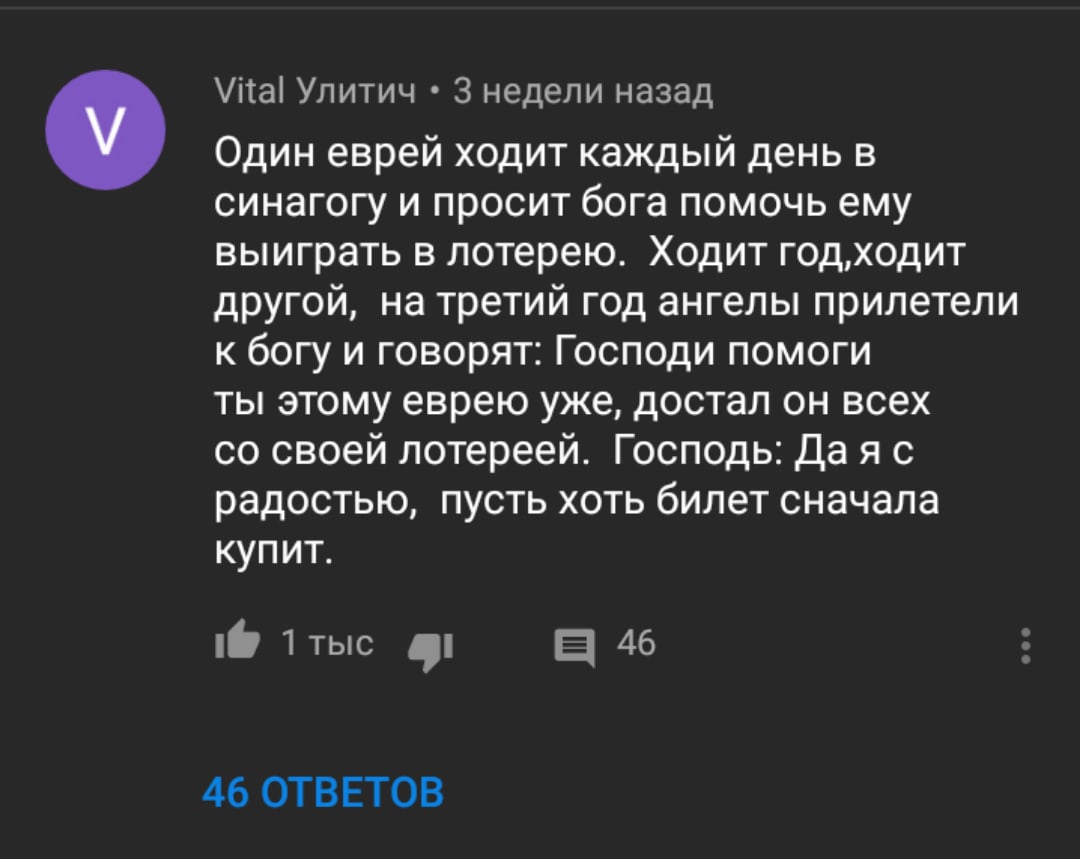 V
Vital Улитич • 3 недели назад
Один еврей ходит каждый день в
синагогу и просит бога помочь ему
выиграть в лотерею.  Ходит год,ходит
другой,  на третий год ангелы прилетели
к богу и говорят: Господи помоги
ты этому еврею уже, достал он всех
со своей лотереей.  Господь: Да я с
радостью,  пусть хоть билет сначала
купит.
1 тыс 46
46 ОТВЕТОВ